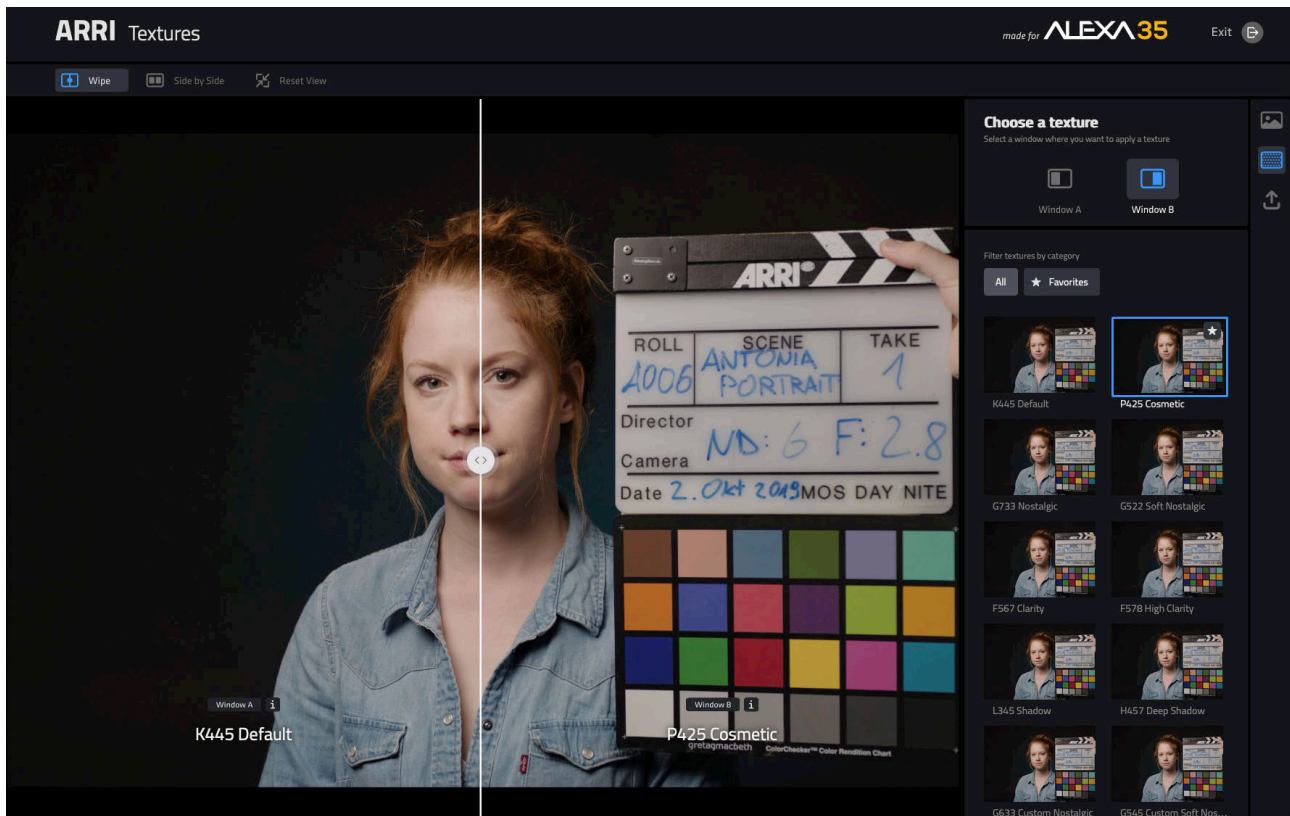 ARRI Textures
made for ALEXA 35
Exit
Wipe
Side by Side
Reset View
Choose a texture
Select a window where you want to apply a texture
Window A
Window B
Filter textures by category
All
Favorites
K445 Default
P425 Cosmetic
G733 Nostalgic
G522 Soft Nostalgic
F567 Clarity
F578 High Clarity
L345 Shadow
H457 Deep Shadow
G633 Custom Nostalgic
G545 Custom Soft Nos...
ARRI®
ROLL SCENE TAKE
A006 ANTONIA PORTRAIT 1
Director
ND: 6 F: 2.8
Camera
Date 2. Okt 2019 MOS DAY NITE
Window A i
K445 Default
Window B i
P425 Cosmetic
gretagmacbeth ColorChecker™ Color Rendition Chart